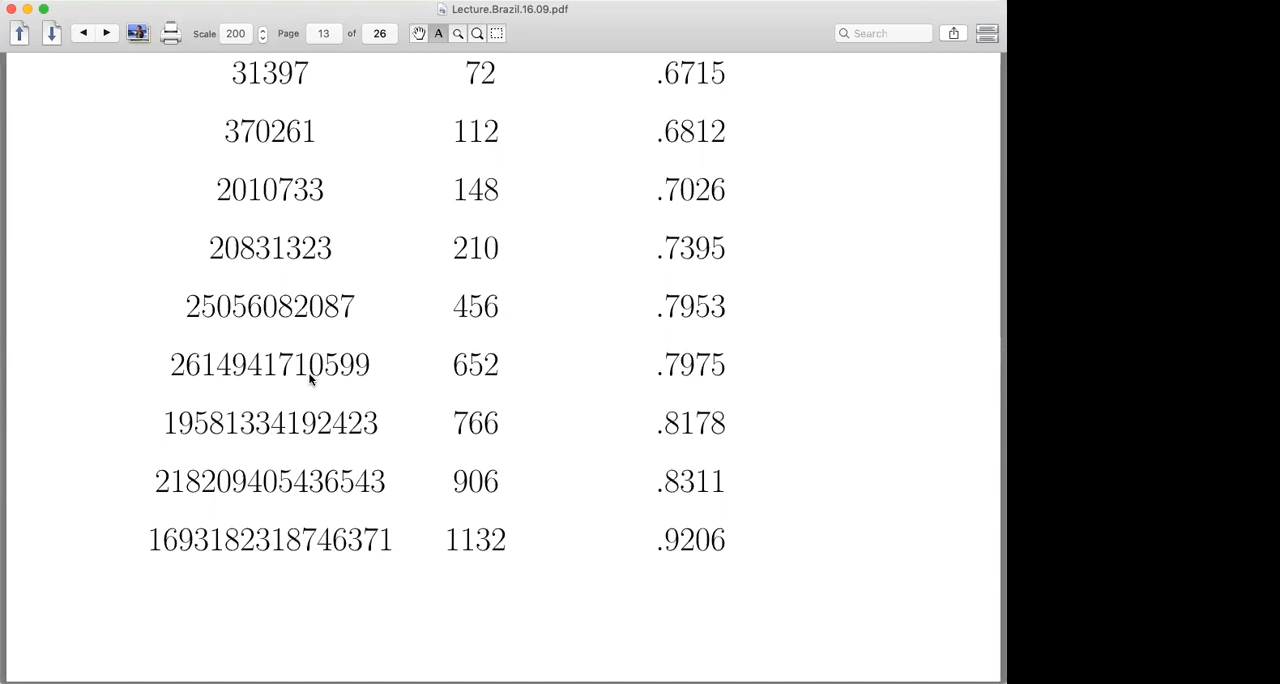 Lecture.Brazil.16.09.pdf
Scale 200 Page 13 of 26 A Search
31397 72 .6715
370261 112 .6812
2010733 148 .7026
20831323 210 .7395
25056082087 456 .7953
2614941710599 652 .7975
19581334192423 766 .8178
218209405436543 906 .8311
1693182318746371 1132 .9206